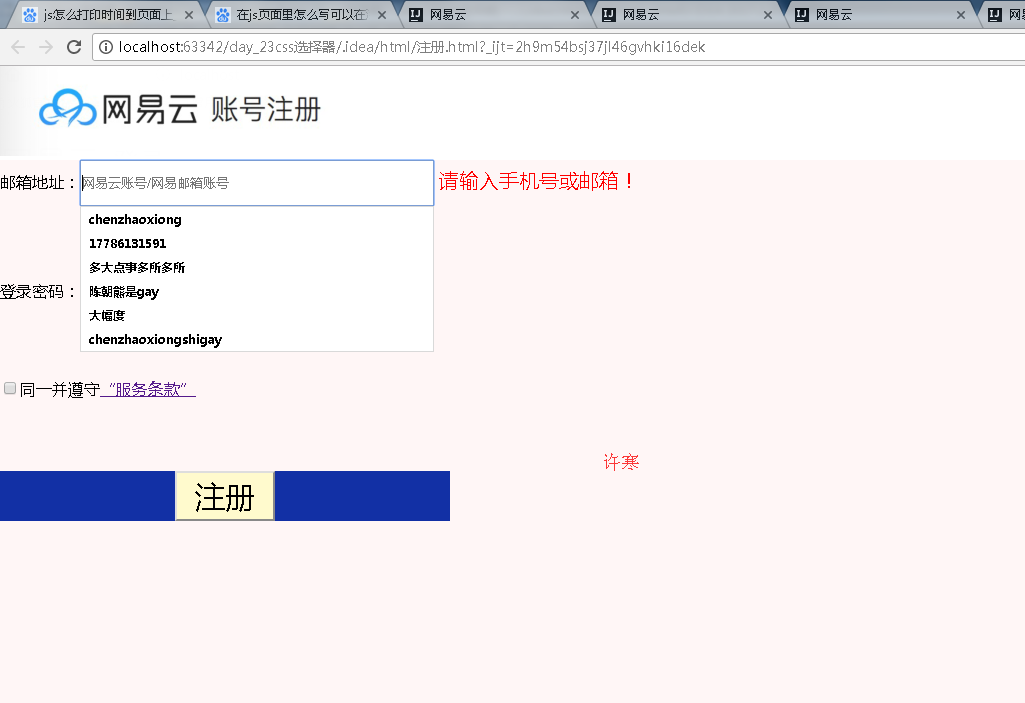 js怎么打印时间到页面上
在js页面里怎么写可以在
网易云
网易云
网易云
localhost:63342/day_23css选择器/.idea/html/注册.html?_ijt=2h9m54bsj37jl46gvhki16dek
网易云 账号注册
邮箱地址：网易云账号/网易邮箱账号 请输入手机号或邮箱！
chenzhaoxiong
17786131591
多大点事多所多所
登录密码：陈朝熊是gay
大幅度
chenzhaoxiongshigay
同一并遵守“服务条款”
许寒
注册